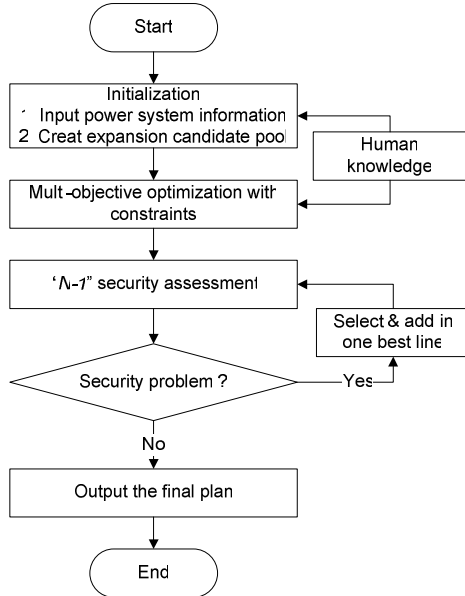 Start
Initialization
1 Input power system information
2 Creat expansion candidate pool
Human
knowledge
Mult-objective optimization with
constraints
‘N-1” security assessment
Select & add in
one best line
Security problem ?
Yes
No
Output the final plan
End